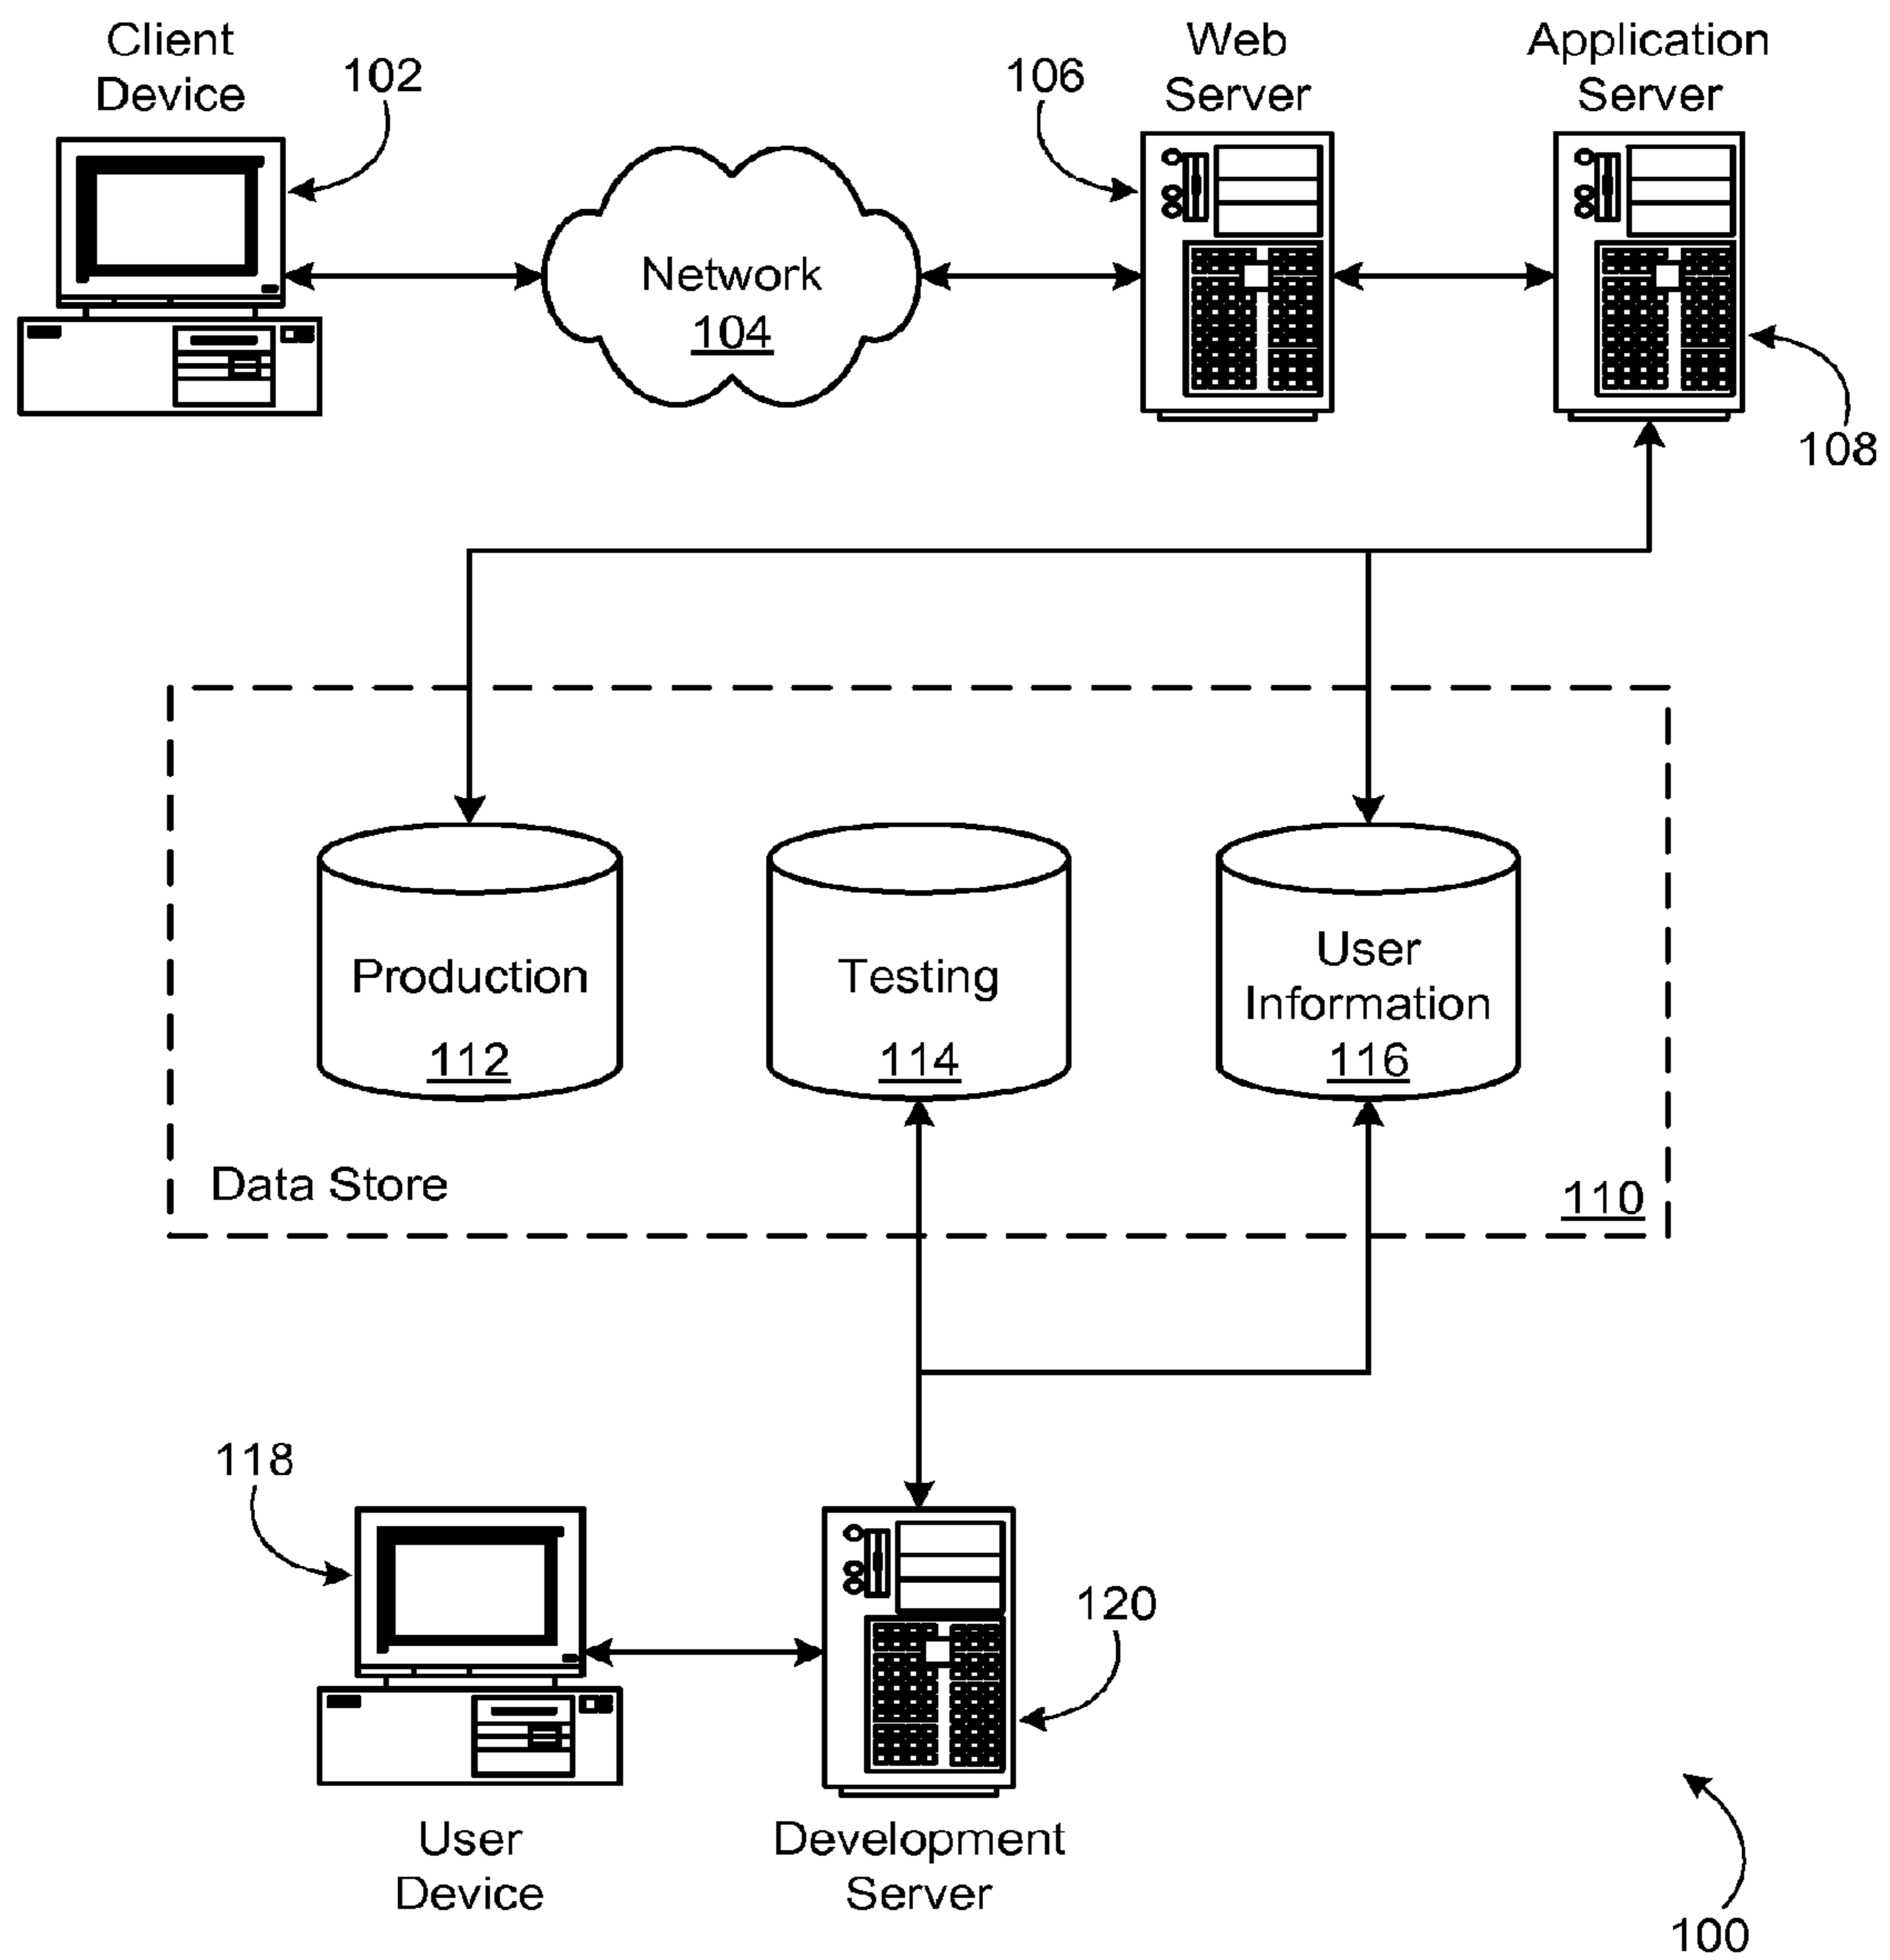 Client
Device
102
Network
104
106
Web
Server
Application
Server
108
Production
112
Testing
114
User
Information
116
Data Store
110
118
User
Device
120
Development
Server
100